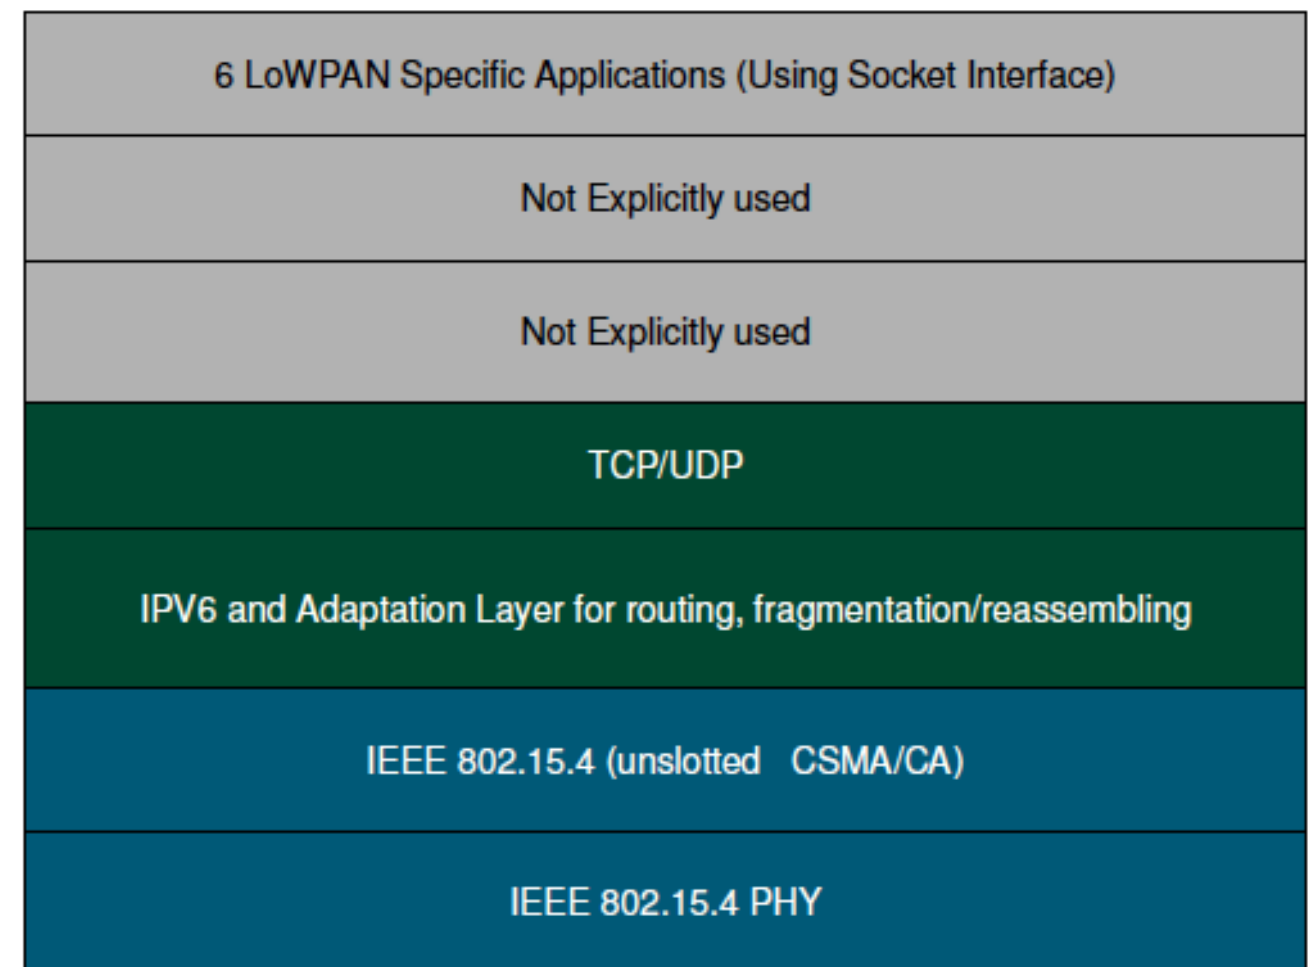 6 LoWPAN Specific Applications (Using Socket Interface)
Not Explicitly used
Not Explicitly used
TCP/UDP
IPV6 and Adaptation Layer for routing, fragmentation/reassembling
IEEE 802.15.4 (unslotted CSMA/CA)
IEEE 802.15.4 PHY